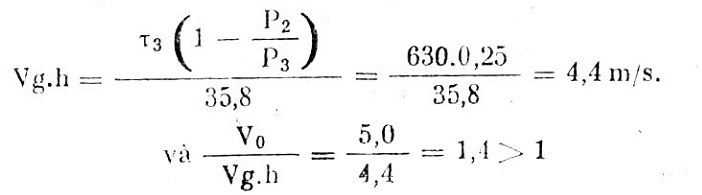 Vg.h = τ₃ (1 − P₂/P₃) / 35,8 = 630.0,25 / 35,8 = 4,4 m/s.
và V₀ / Vg.h = 5,0 / 4,4 = 1,1 > 1